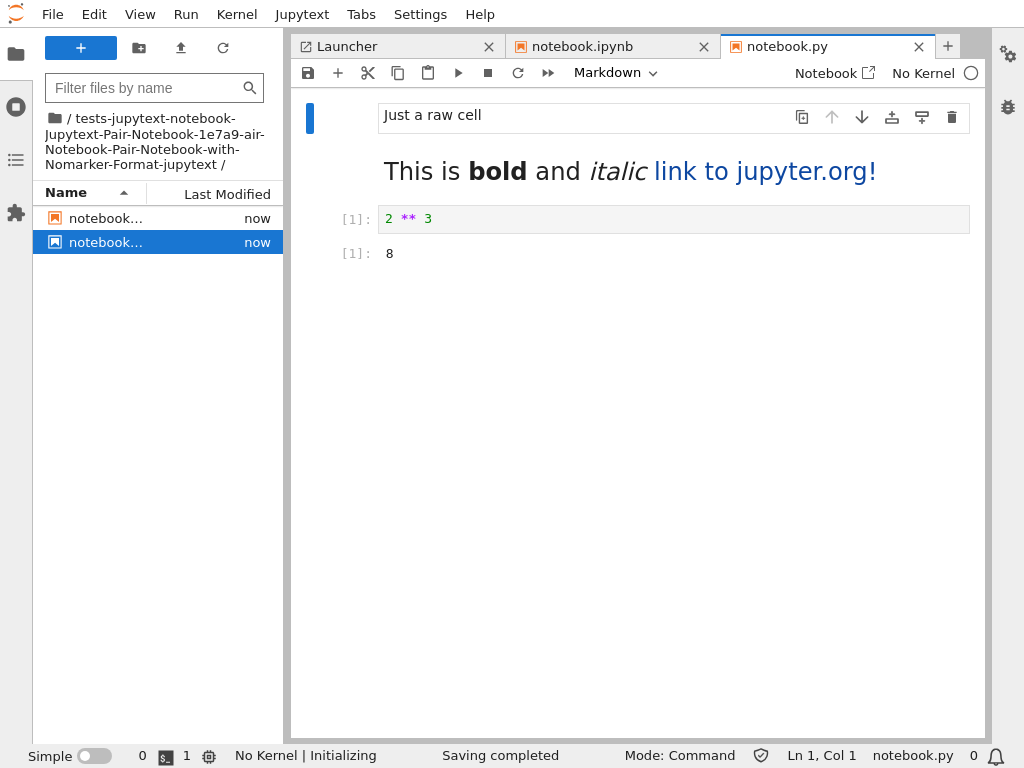 File Edit View Run Kernel Jupytext Tabs Settings Help
Launcher
notebook.ipynb
notebook.py
Markdown
Notebook
No Kernel
Filter files by name
/ tests-jupytext-notebook-
Jupytext-Pair-Notebook-1e7a9-air-
Notebook-Pair-Notebook-with-
Nomarker-Format-jupytext /
Name Last Modified
notebook… now
notebook… now
Just a raw cell
This is bold and italic link to jupyter.org!
[1]: 2 ** 3
[1]: 8
Simple 0 $_ 1 No Kernel | Initializing Saving completed Mode: Command Ln 1, Col 1 notebook.py 0